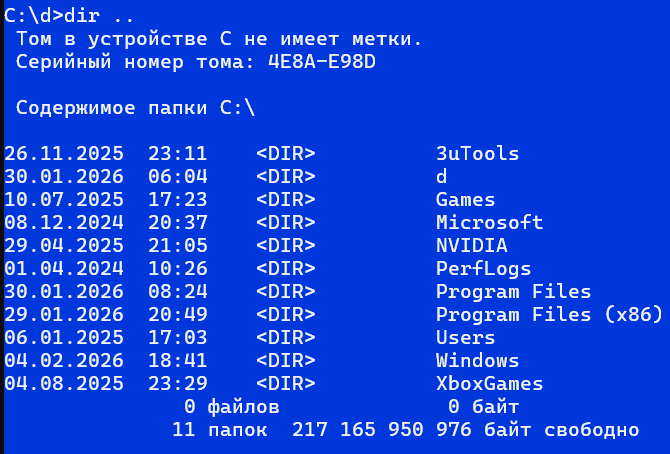 C:\d>dir ..
Том в устройстве C не имеет метки.
Серийный номер тома: 4E8A-E98D
Содержимое папки C:\
26.11.2025  23:11    <DIR>          3uTools
30.01.2026  06:04    <DIR>          d
10.07.2025  17:23    <DIR>          Games
08.12.2024  20:37    <DIR>          Microsoft
29.04.2025  21:05    <DIR>          NVIDIA
01.04.2024  10:26    <DIR>          PerfLogs
30.01.2026  08:24    <DIR>          Program Files
29.01.2026  20:49    <DIR>          Program Files (x86)
06.01.2025  17:03    <DIR>          Users
04.02.2026  18:41    <DIR>          Windows
04.08.2025  23:29    <DIR>          XboxGames
0 файлов              0 байт
11 папок  217 165 950 976 байт свободно